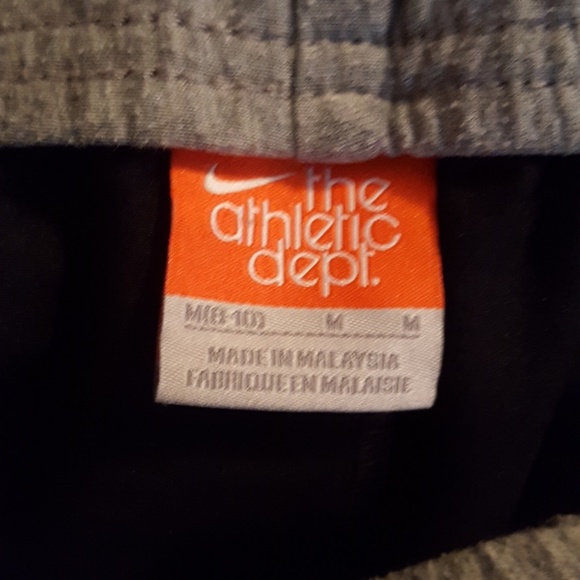 the
athletic
dept.
M(8-10) M M
MADE IN MALAYSIA
FABRIQUE EN MALAISIE